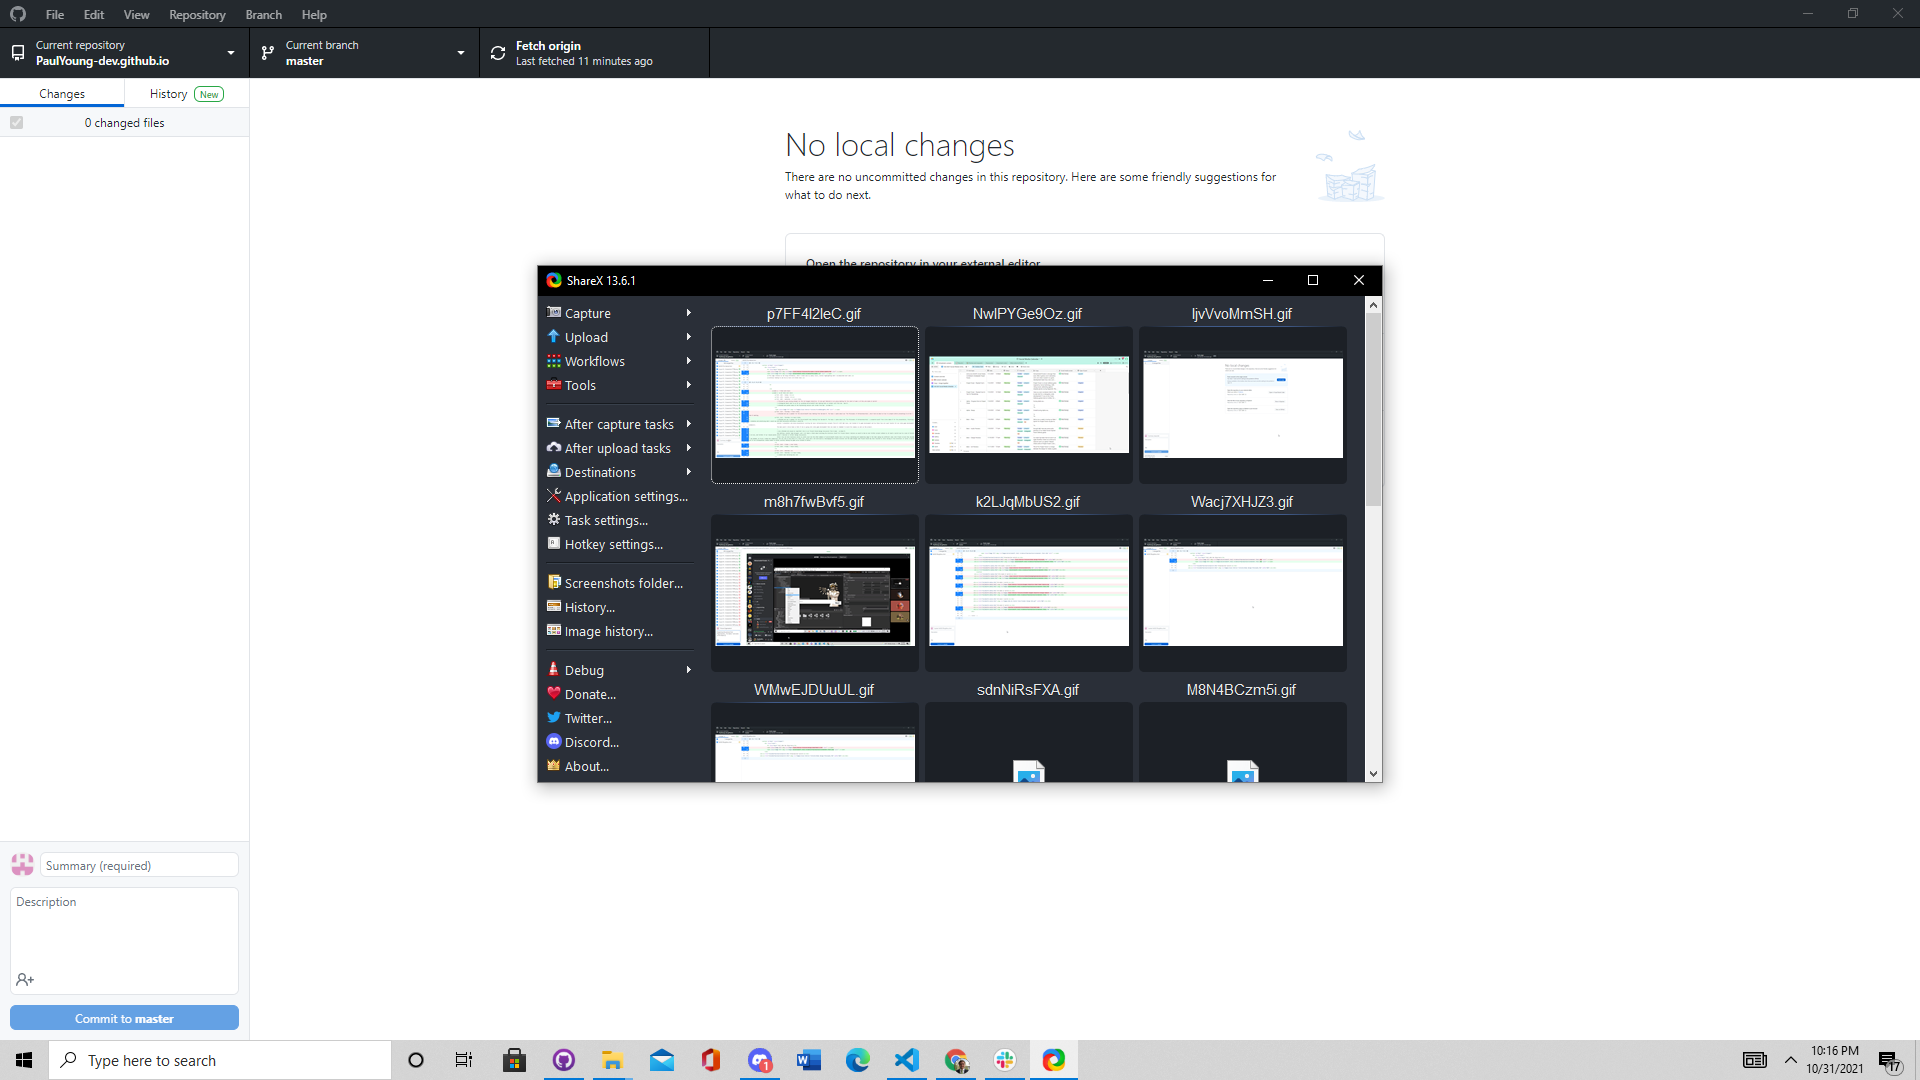 File Edit View Repository Branch Help
Current repository
PaulYoung-dev.github.io
Current branch
master
Fetch origin
Last fetched 11 minutes ago
Changes
History New
0 changed files
No local changes
There are no uncommitted changes in this repository. Here are some friendly suggestions for
what to do next.
Open the repository in your external editor
ShareX 13.6.1
Capture
Upload
Workflows
Tools
After capture tasks
After upload tasks
Destinations
Application settings...
Task settings...
Hotkey settings...
Screenshots folder...
History...
Image history...
Debug
Donate...
Twitter...
Discord...
About...
p7FF4l2leC.gif
NwlPYGe9Oz.gif
ljvVvoMmSH.gif
m8h7fwBvf5.gif
k2LJqMbUS2.gif
Wacj7XHJZ3.gif
WMwEJDUuUL.gif
sdnNiRsFXA.gif
M8N4BCzm5i.gif
Summary (required)
Description
Commit to master
Type here to search
1
10:16 PM
10/31/2021
17